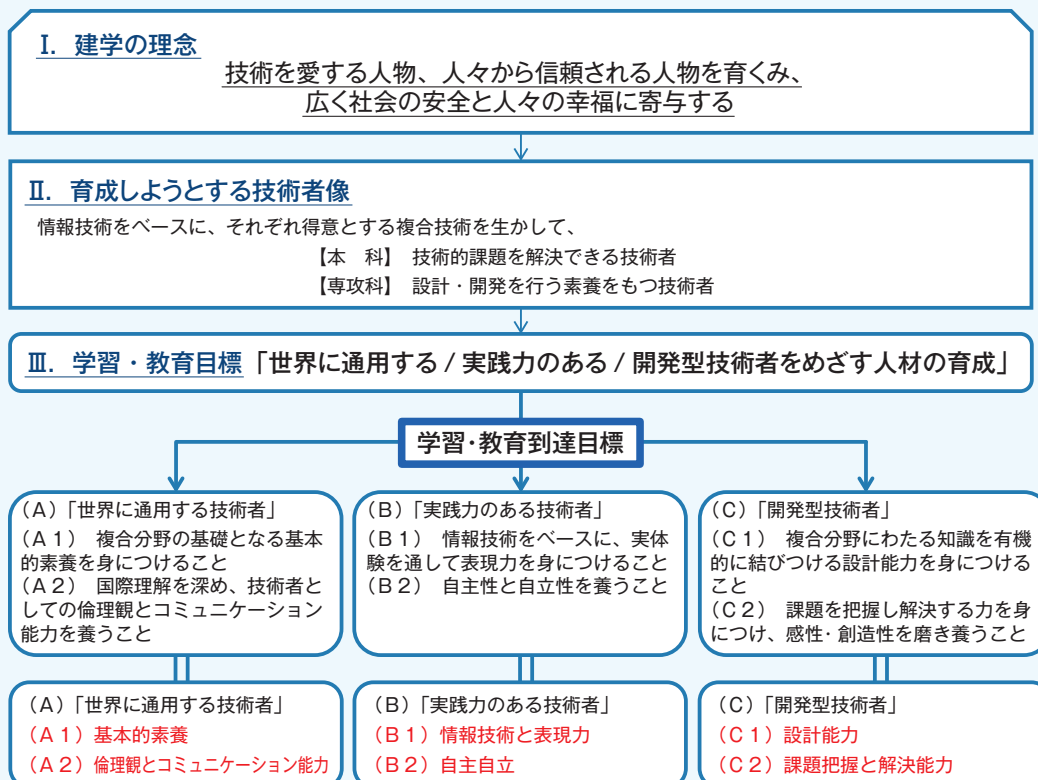 Ⅰ. 建学の理念
技術を愛する人物、人々から信頼される人物を育くみ、
広く社会の安全と人々の幸福に寄与する
Ⅱ. 育成しようとする技術者像
情報技術をベースに、それぞれ得意とする複合技術を生かして、
【本　科】 技術的課題を解決できる技術者
【専攻科】 設計・開発を行う素養をもつ技術者
Ⅲ. 学習・教育目標「世界に通用する / 実践力のある / 開発型技術者をめざす人材の育成」
学習･教育到達目標
（A）「世界に通用する技術者」
（A１） 複合分野の基礎となる基本
的素養を身につけること
（A２） 国際理解を深め、技術者と
しての倫理観とコミュニケーション
能力を養うこと
（B）「実践力のある技術者」
（B１） 情報技術をベースに、実体
験を通して表現力を身につけること
（B２） 自主性と自立性を養うこと
（C）「開発型技術者」
（C１） 複合分野にわたる知識を有機
的に結びつける設計能力を身につける
こと
（C２） 課題を把握し解決する力を身
につけ、感性･創造性を磨き養うこと
（A）「世界に通用する技術者」
（A１）基本的素養
（A２）倫理観とコミュニケーション能力
（B）「実践力のある技術者」
（B１）情報技術と表現力
（B２）自主自立
（C）「開発型技術者」
（C１）設計能力
（C２）課題把握と解決能力